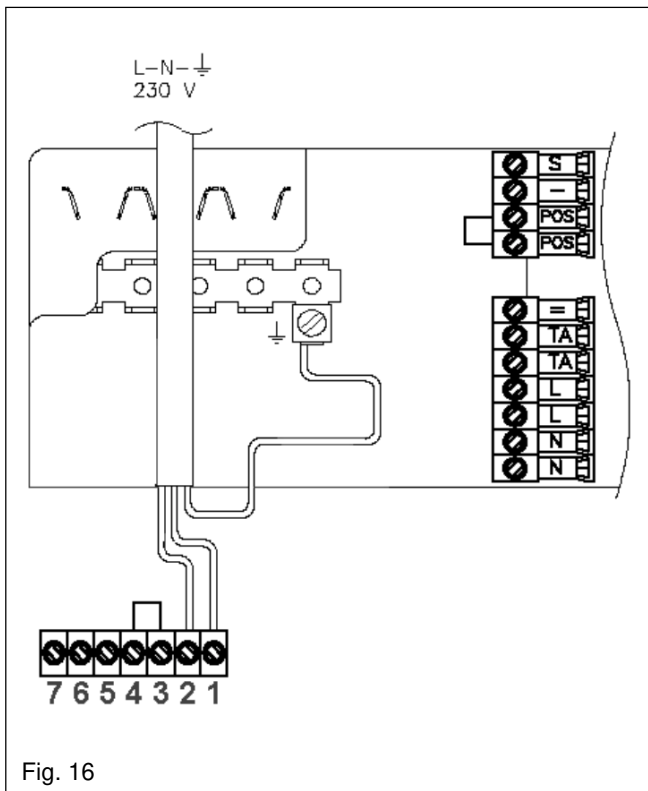 L-N-⏚
230 V
S
-
POS
POS
⏚
=
TA
TA
L
L
N
N
7 6 5 4 3 2 1
Fig. 16